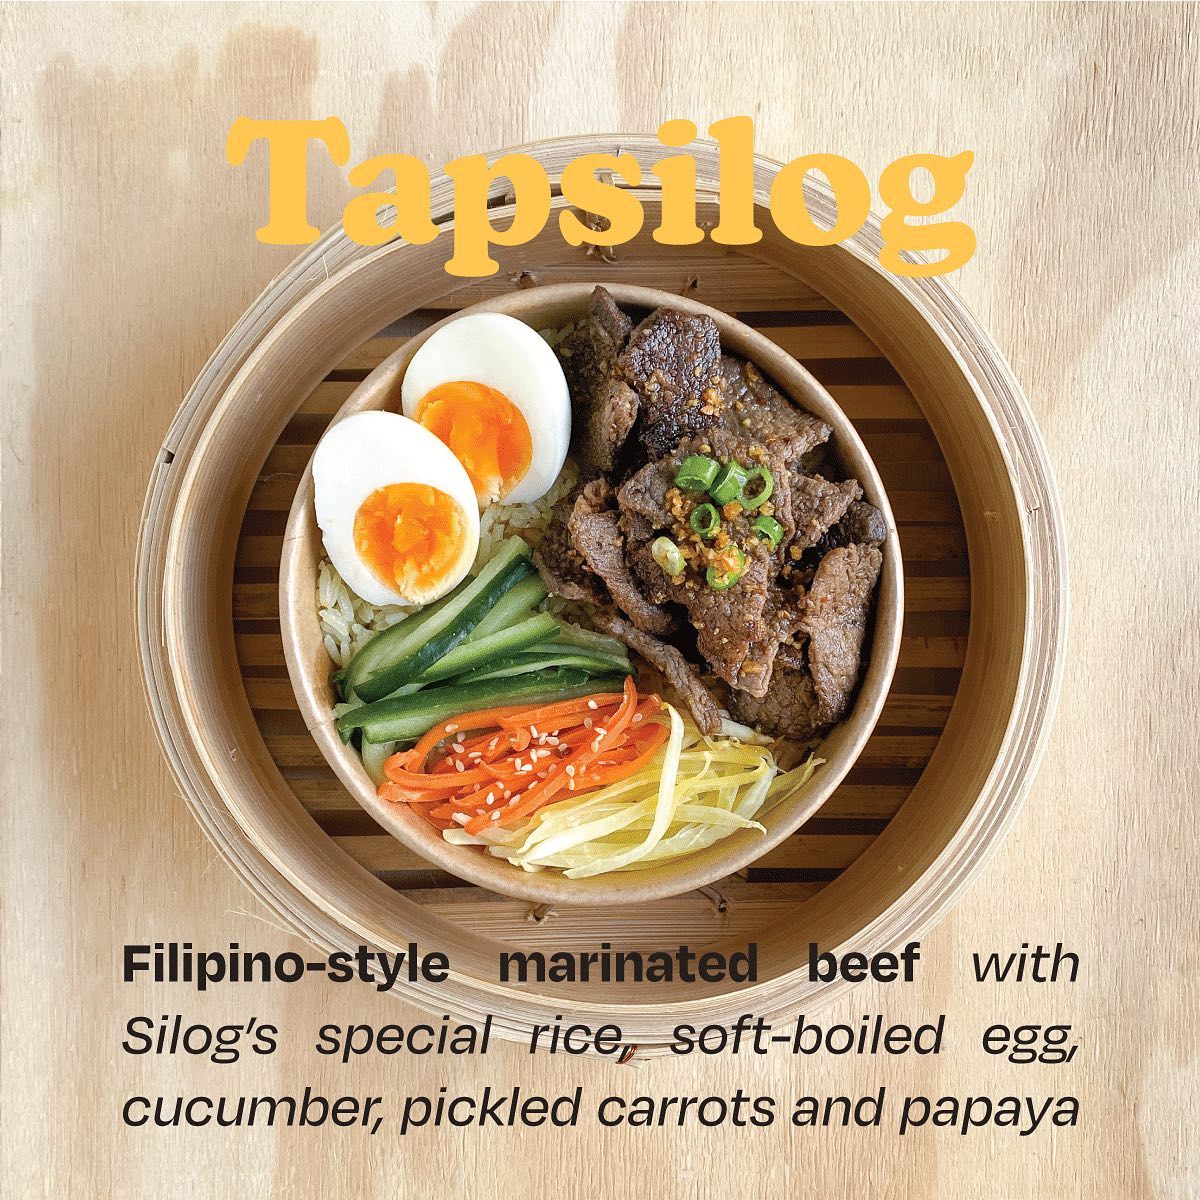 Tapsilog
Filipino-style marinated beef with
Silog's special rice, soft-boiled egg,
cucumber, pickled carrots and papaya